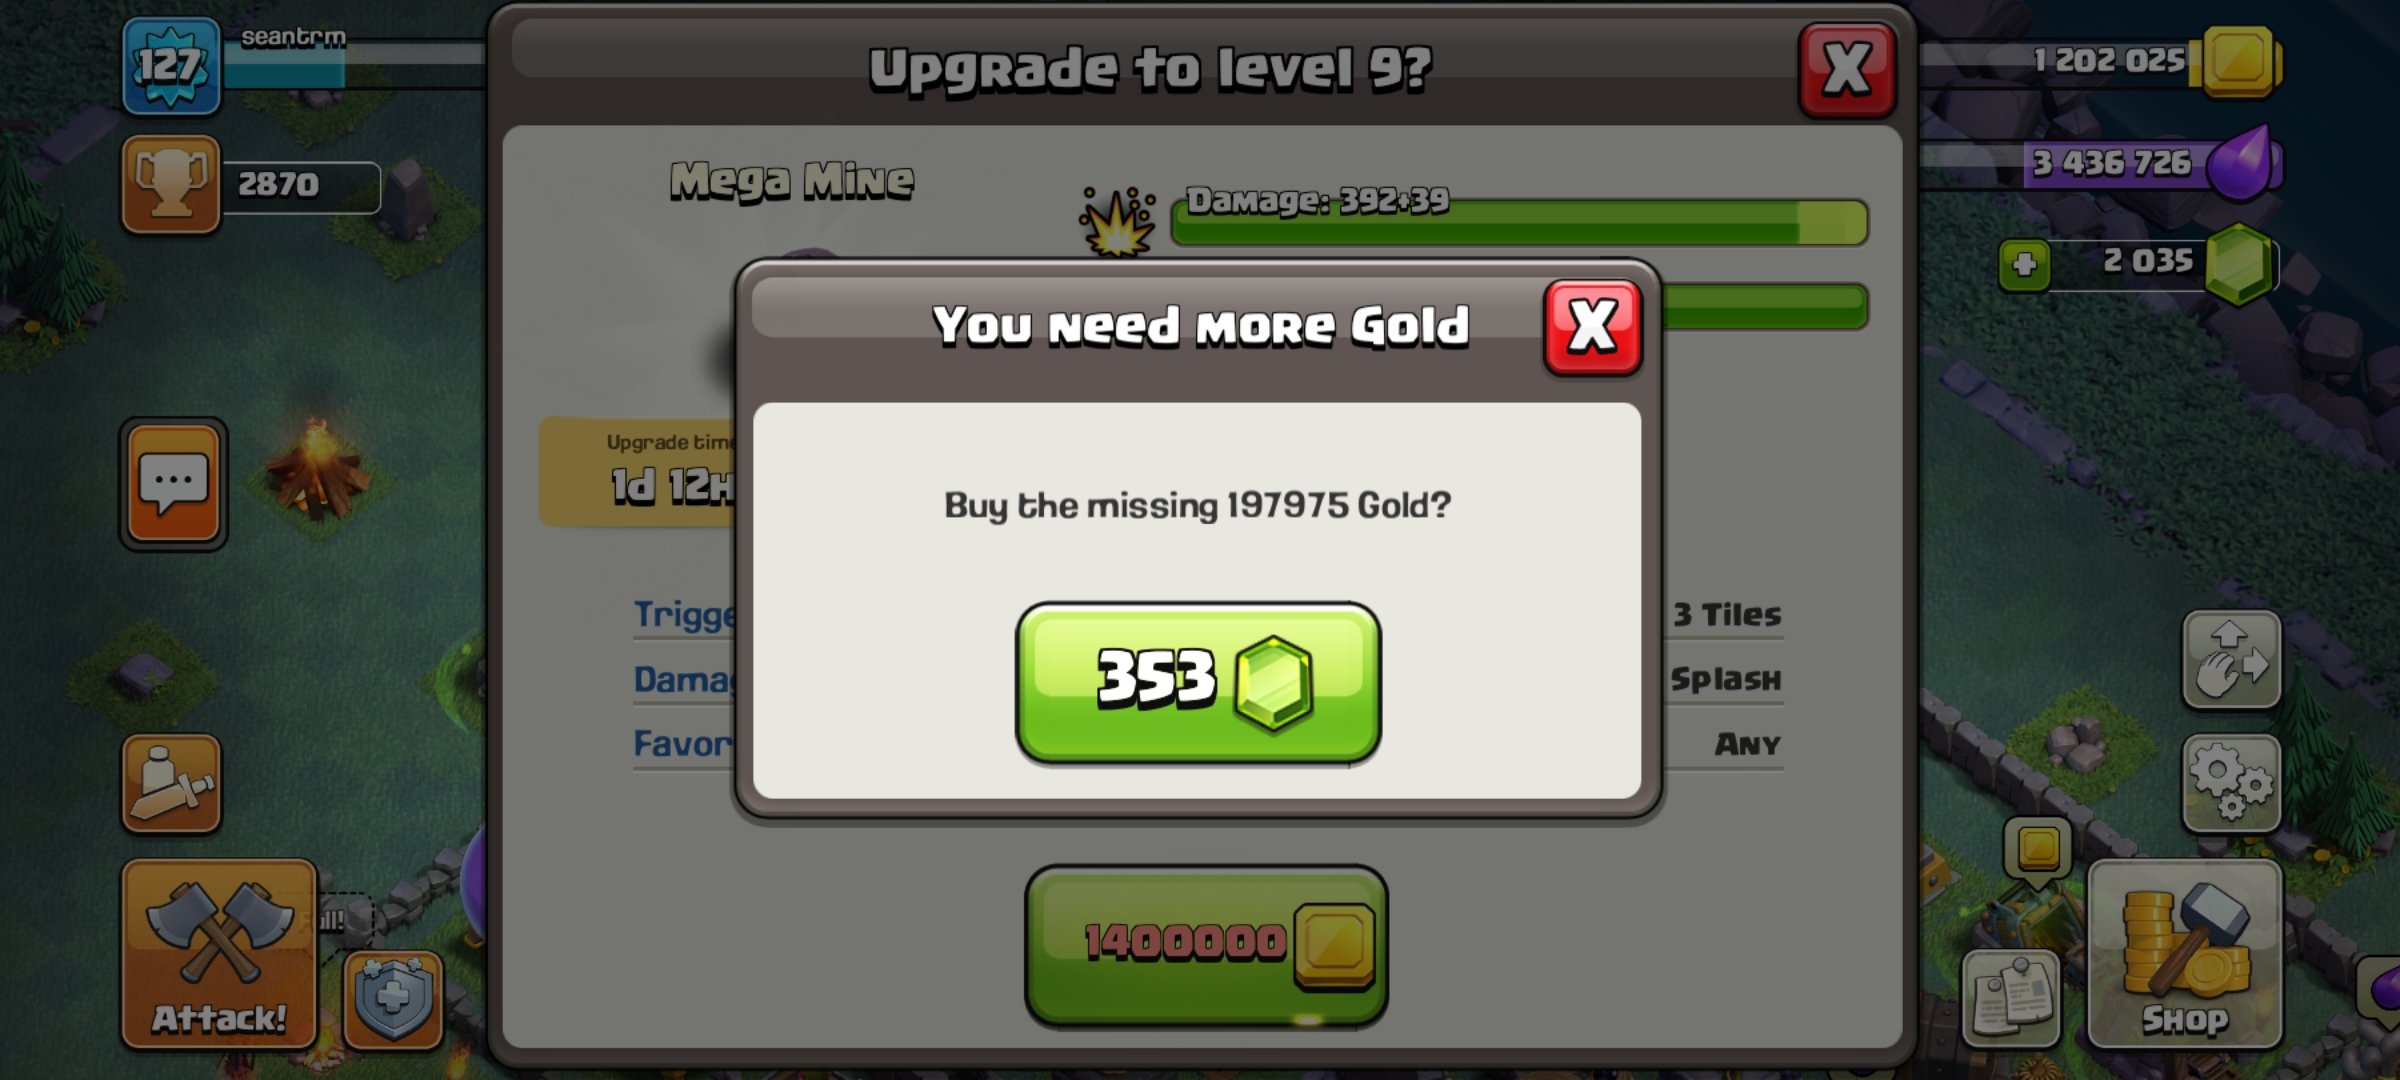 127
seantrm
2870
Upgrade to level 9?
1 202 025
3 436 726
2 035
Mega Mine
Damage: 392+39
You need more Gold
Upgrade time
1d 12H
Buy the missing 197975 Gold?
353
3 Tiles
Splash
Favor
Any
1400000
Attack!
Shop